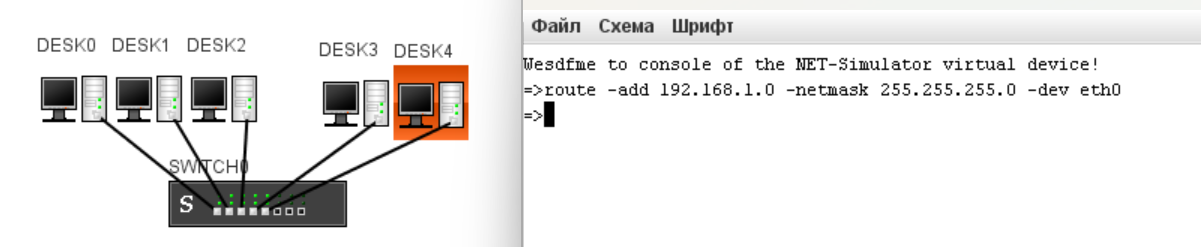 DESK0 DESK1 DESK2 DESK3 DESK4
SWITCH0
S
Файл Схема Шрифт
Wesdfme to console of the NET-Simulator virtual device!
=>route -add 192.168.1.0 -netmask 255.255.255.0 -dev eth0
=>